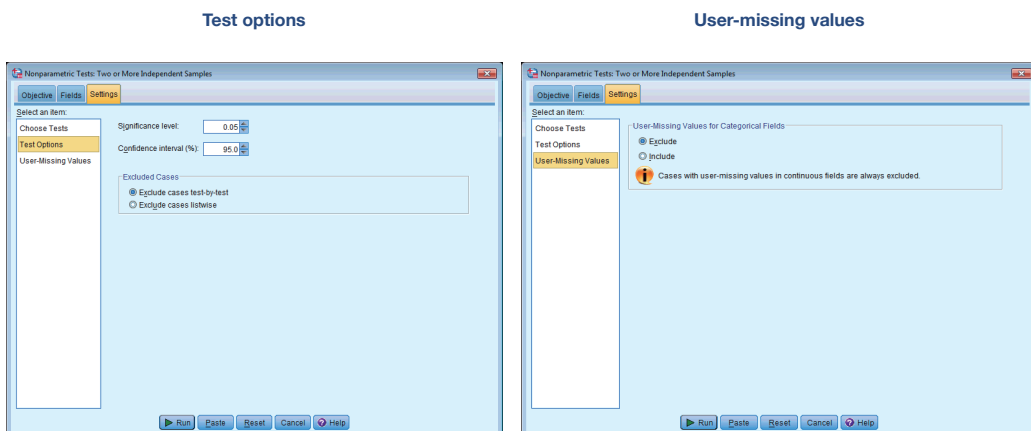 Test options
Nonparametric Tests: Two or More Independent Samples
Objective Fields Settings
Select an item:
Choose Tests
Test Options
User-Missing Values
Significance level: 0.05
Confidence interval (%): 95.0
Excluded Cases
Exclude cases test-by-test
Exclude cases listwise
Run Paste Reset Cancel Help
User-missing values
Nonparametric Tests: Two or More Independent Samples
Objective Fields Settings
Select an item:
Choose Tests
Test Options
User-Missing Values
User-Missing Values for Categorical Fields
Exclude
Include
Cases with user-missing values in continuous fields are always excluded.
Run Paste Reset Cancel Help